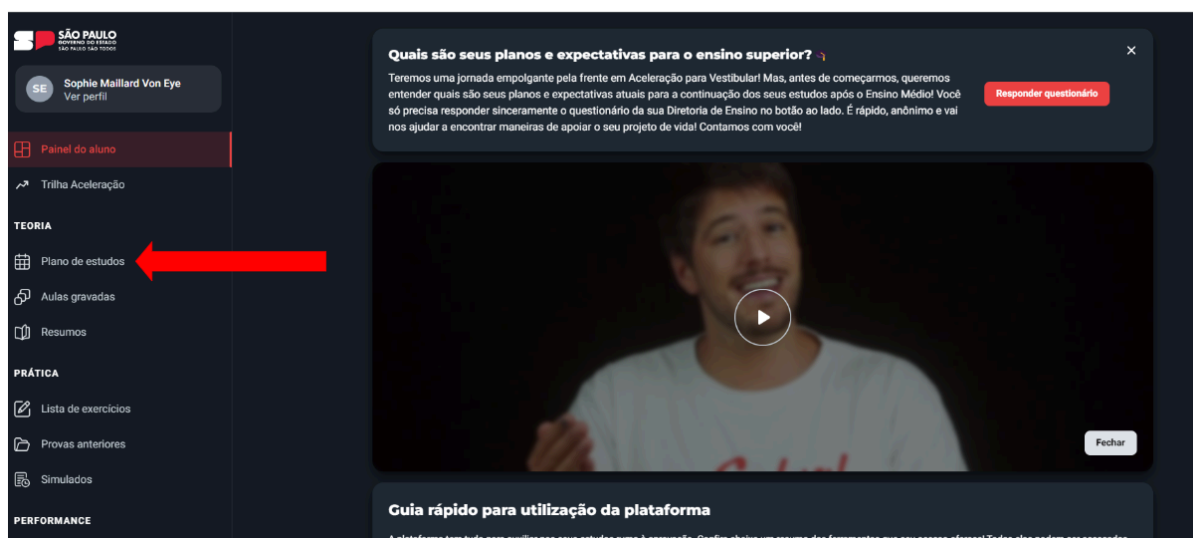 SÃO PAULO
GOVERNO DO ESTADO
SÃO PAULO SÃO TODOS
SE
Sophie Maillard Von Eye
Ver perfil
Painel do aluno
Trilha Aceleração
TEORIA
Plano de estudos
Aulas gravadas
Resumos
PRÁTICA
Lista de exercícios
Provas anteriores
Simulados
PERFORMANCE
Quais são seus planos e expectativas para o ensino superior?
Teremos uma jornada empolgante pela frente em Aceleração para Vestibular! Mas, antes de começarmos, queremos
entender quais são seus planos e expectativas atuais para a continuação dos seus estudos após o Ensino Médio! Você
só precisa responder sinceramente o questionário da sua Diretoria de Ensino no botão ao lado. É rápido, anônimo e vai
nos ajudar a encontrar maneiras de apoiar o seu projeto de vida! Contamos com você!
Responder questionário
Fechar
Guia rápido para utilização da plataforma